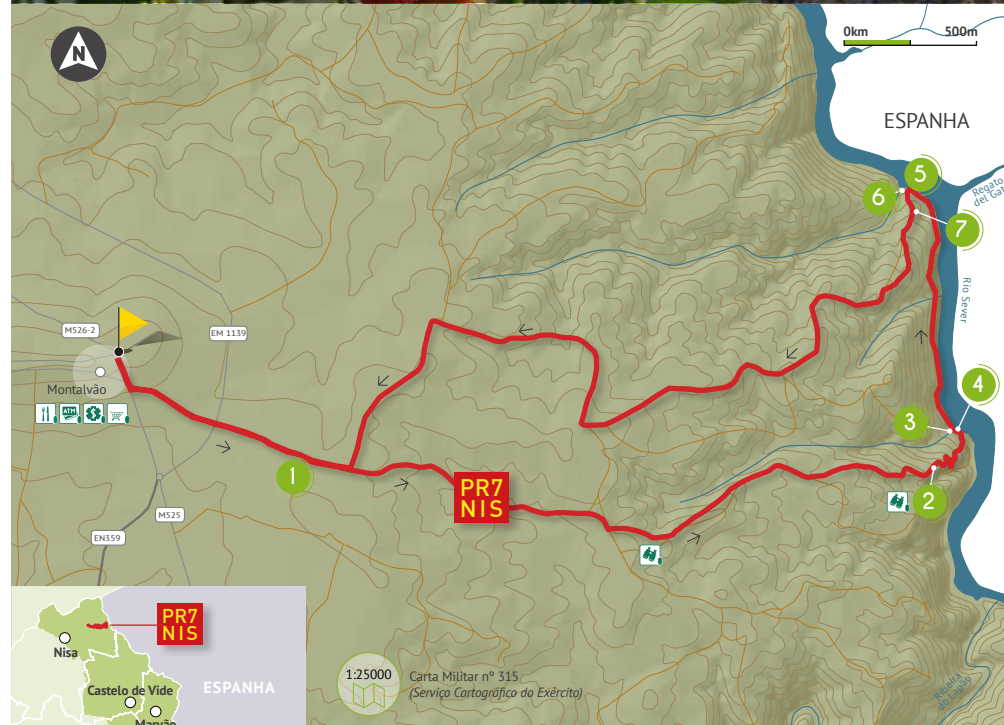 N
0km 500m
ESPANHA
5
6
Regato
del Gat
7
Rio Sever
M526-2
EM 1139
Montalvão
ATM
4
3
1
PR7
NIS
2
M525
EN359
PR7
NIS
Nisa
ESPANHA
Castelo de Vide
Marvão
1:25000
Carta Militar nº 315
(Serviço Cartográfico do Exército)
Ribeira
do Lapão